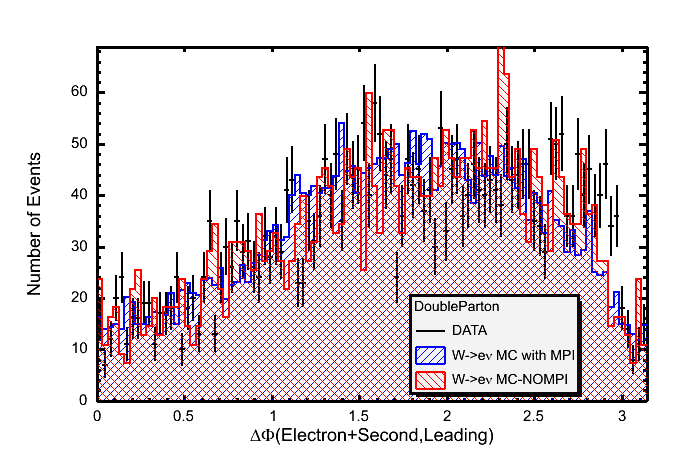 Number of Events
60
50
40
30
20
10
0
DoubleParton
DATA
W->eν MC with MPI
W->eν MC-NOMPI
0 0.5 1 1.5 2 2.5 3
ΔΦ(Electron+Second,Leading)